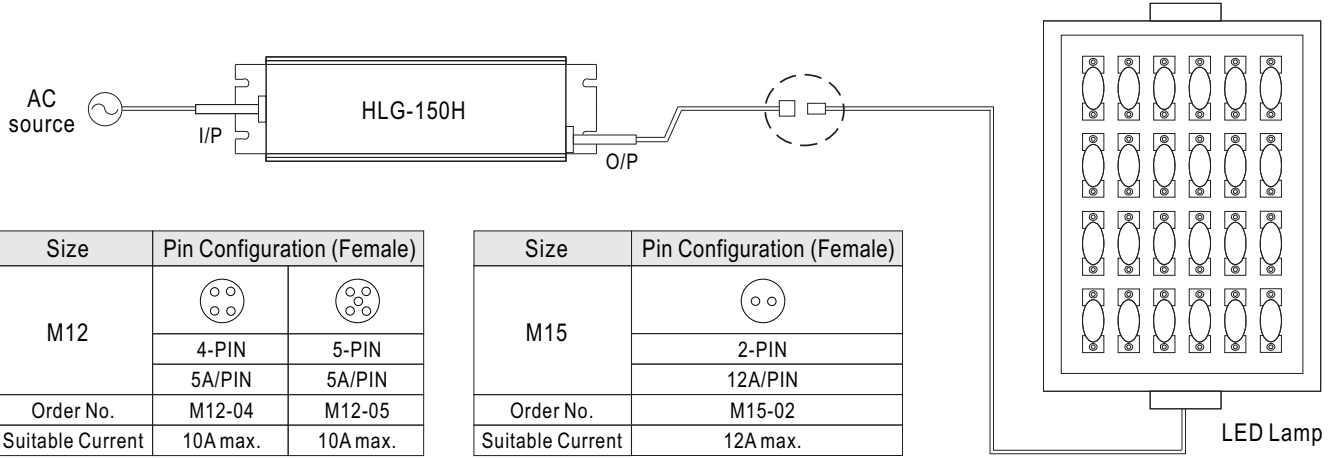 AC
source
I/P
HLG-150H
O/P
LED Lamp
Size Pin Configuration (Female)
M12
4-PIN 5-PIN
5A/PIN 5A/PIN
Order No. M12-04 M12-05
Suitable Current 10A max. 10A max.
Size Pin Configuration (Female)
M15
2-PIN
12A/PIN
Order No. M15-02
Suitable Current 12A max.